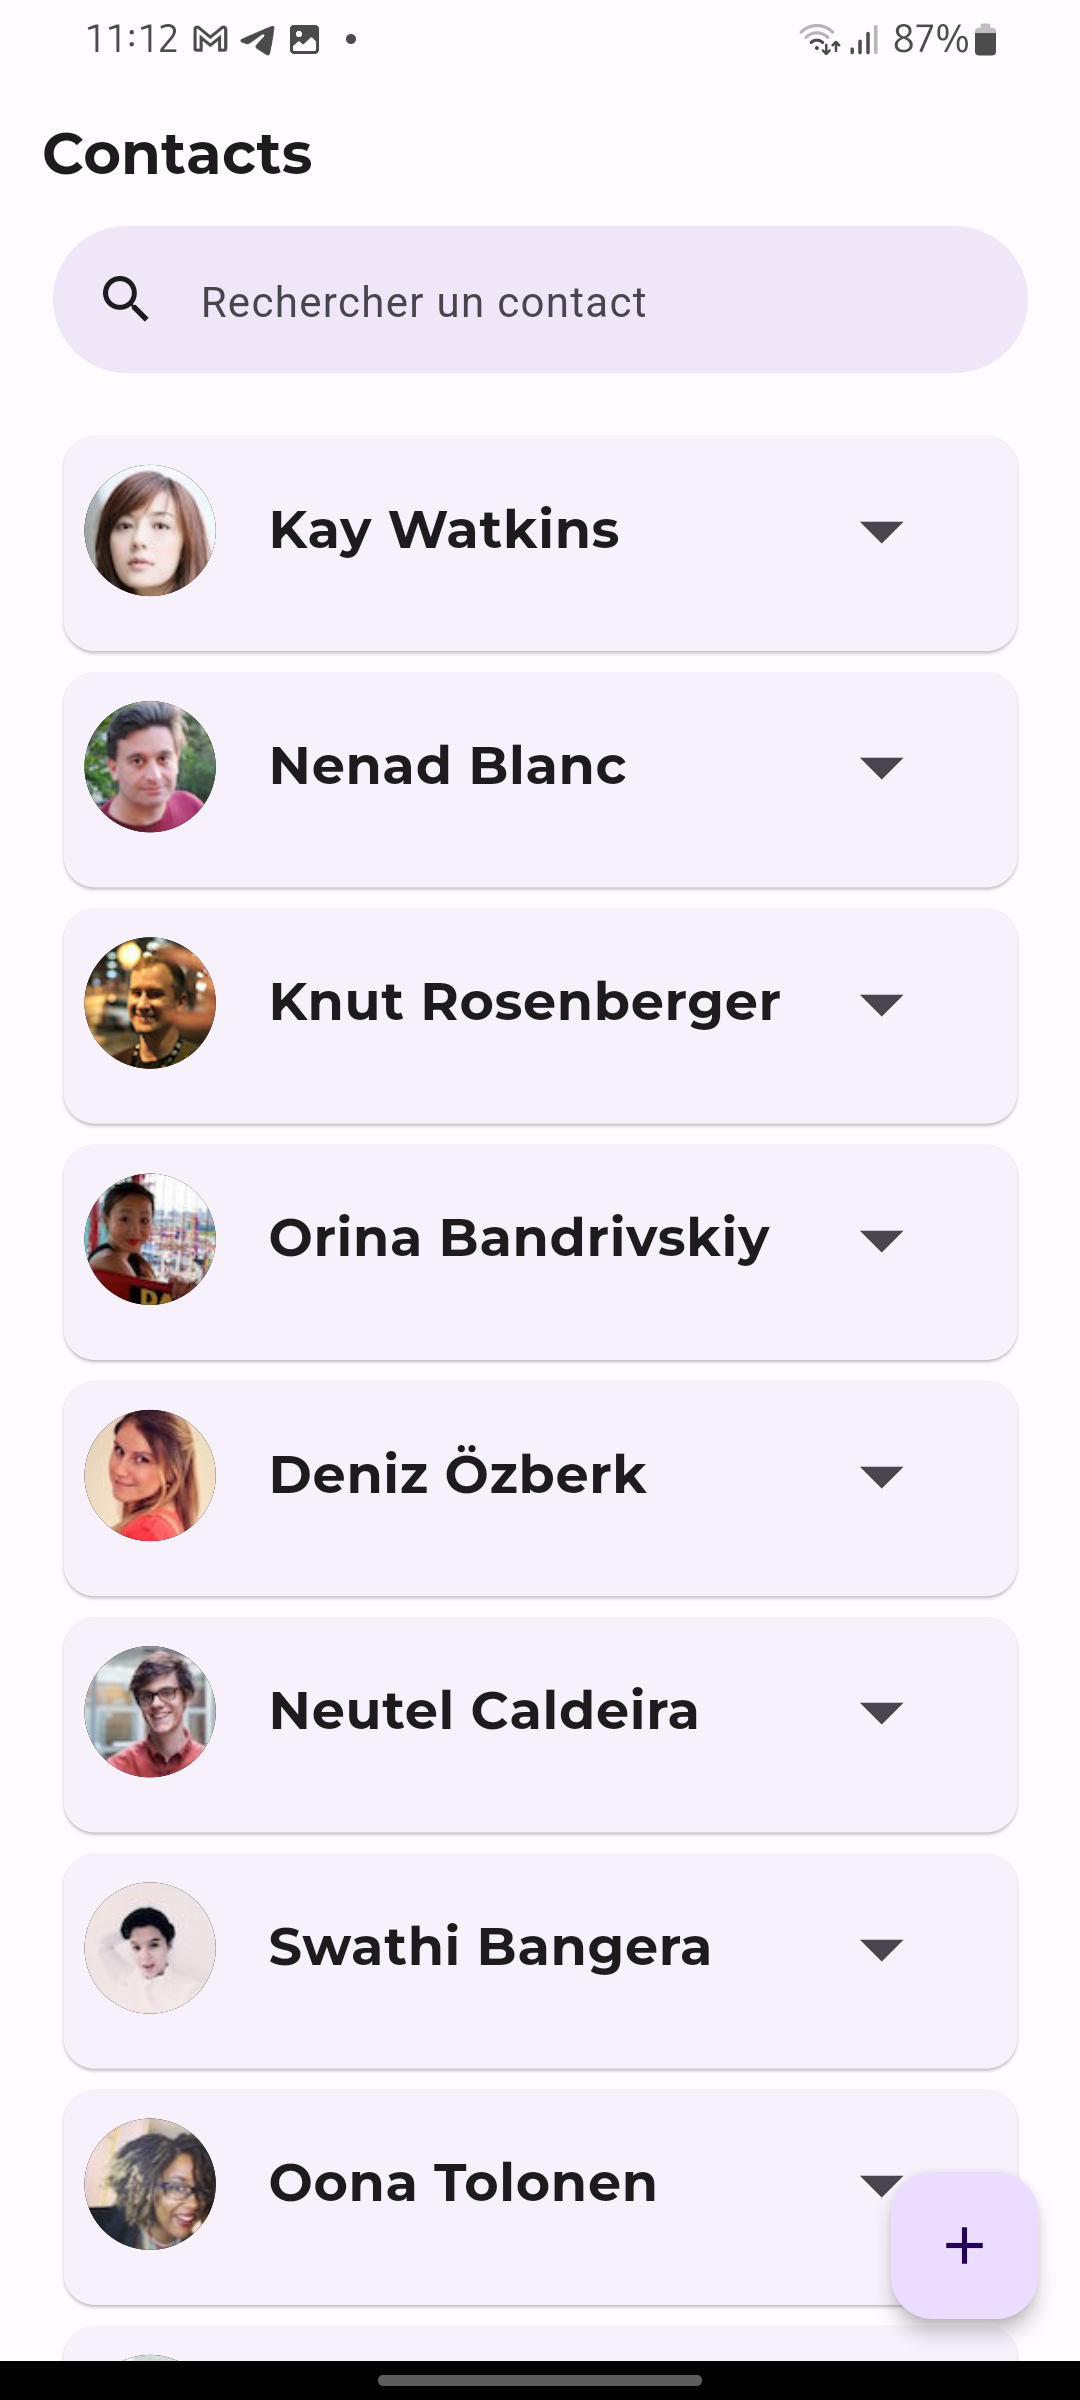 11:12 87%
Contacts
Rechercher un contact
Kay Watkins
Nenad Blanc
Knut Rosenberger
Orina Bandrivskiy
Deniz Özberk
Neutel Caldeira
Swathi Bangera
Oona Tolonen